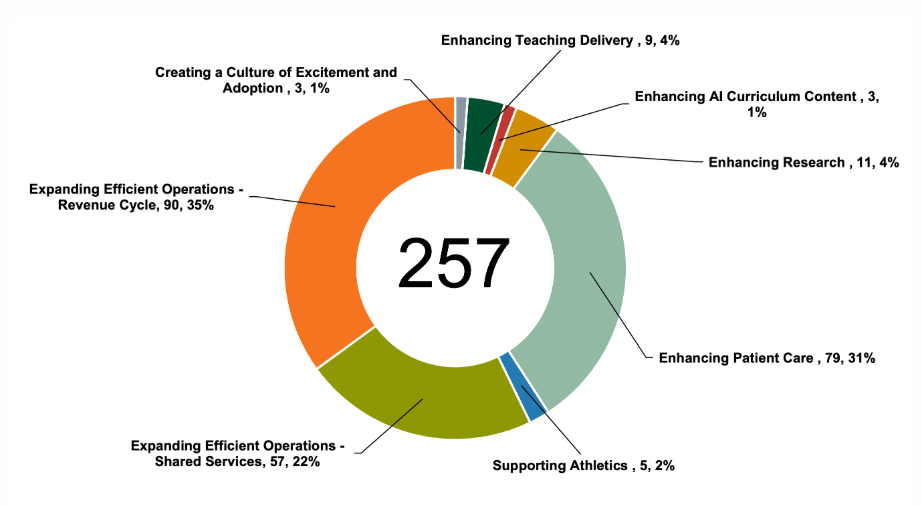 Enhancing Teaching Delivery , 9, 4%
Creating a Culture of Excitement and
Adoption , 3, 1%
Enhancing AI Curriculum Content , 3,
1%
Enhancing Research , 11, 4%
Expanding Efficient Operations -
Revenue Cycle, 90, 35%
257
Enhancing Patient Care , 79, 31%
Expanding Efficient Operations -
Shared Services, 57, 22%
Supporting Athletics , 5, 2%